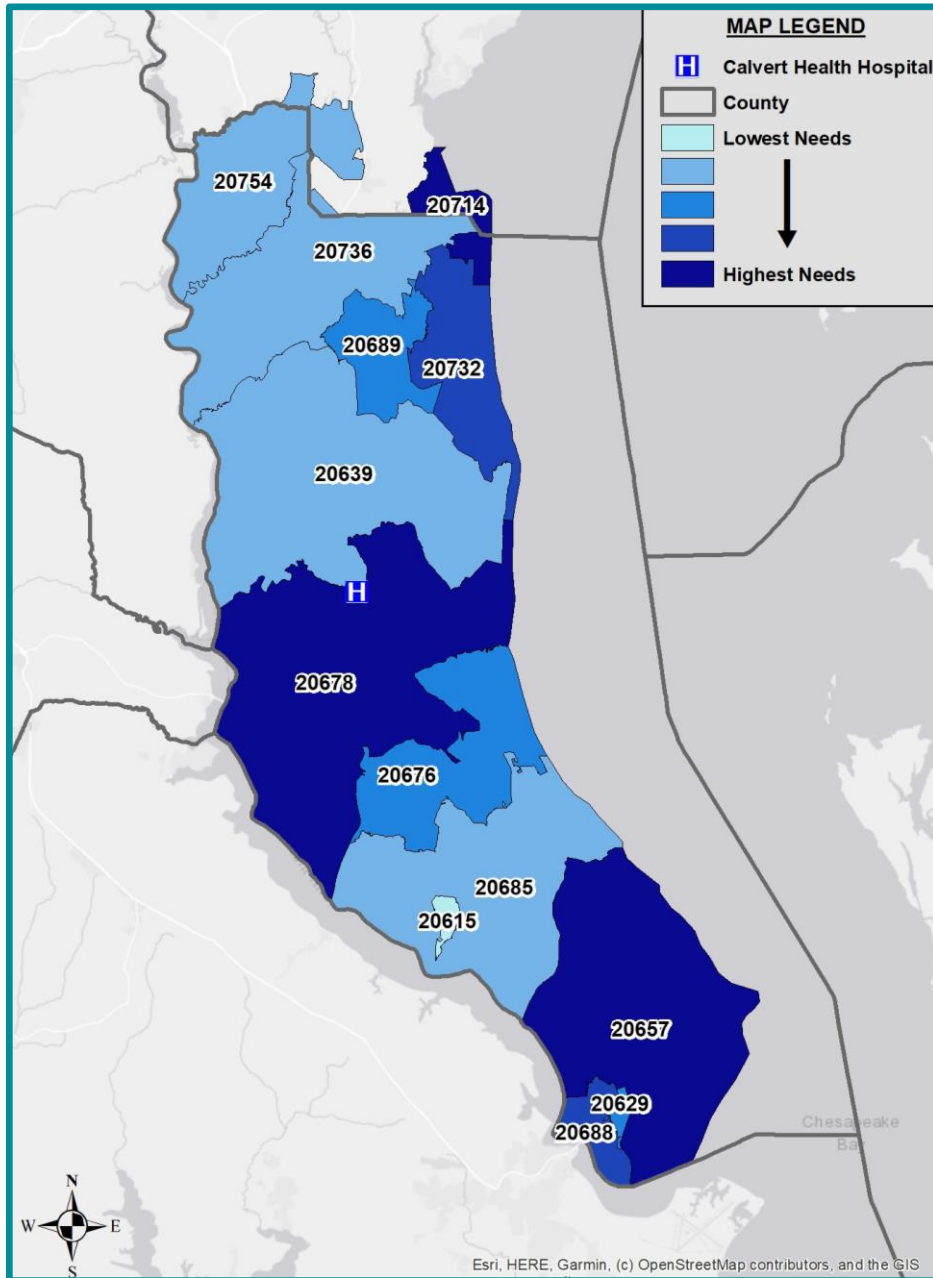 MAP LEGEND
H Calvert Health Hospital
County
Lowest Needs
Highest Needs
20754
20714
20736
20689
20732
20639
H
20678
20676
20685
20615
20657
20629
20688
Chesapeake
Bay
N
W E
S
Esri, HERE, Garmin, (c) OpenStreetMap contributors, and the GIS